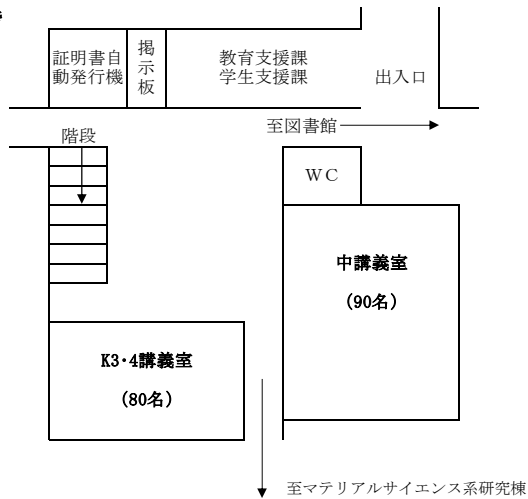 証明書自
動発行機
掲
示
板
教育支援課
学生支援課
出入口
至図書館
階段
WC
中講義室
(90名)
K3・4講義室
(80名)
至マテリアルサイエンス系研究棟